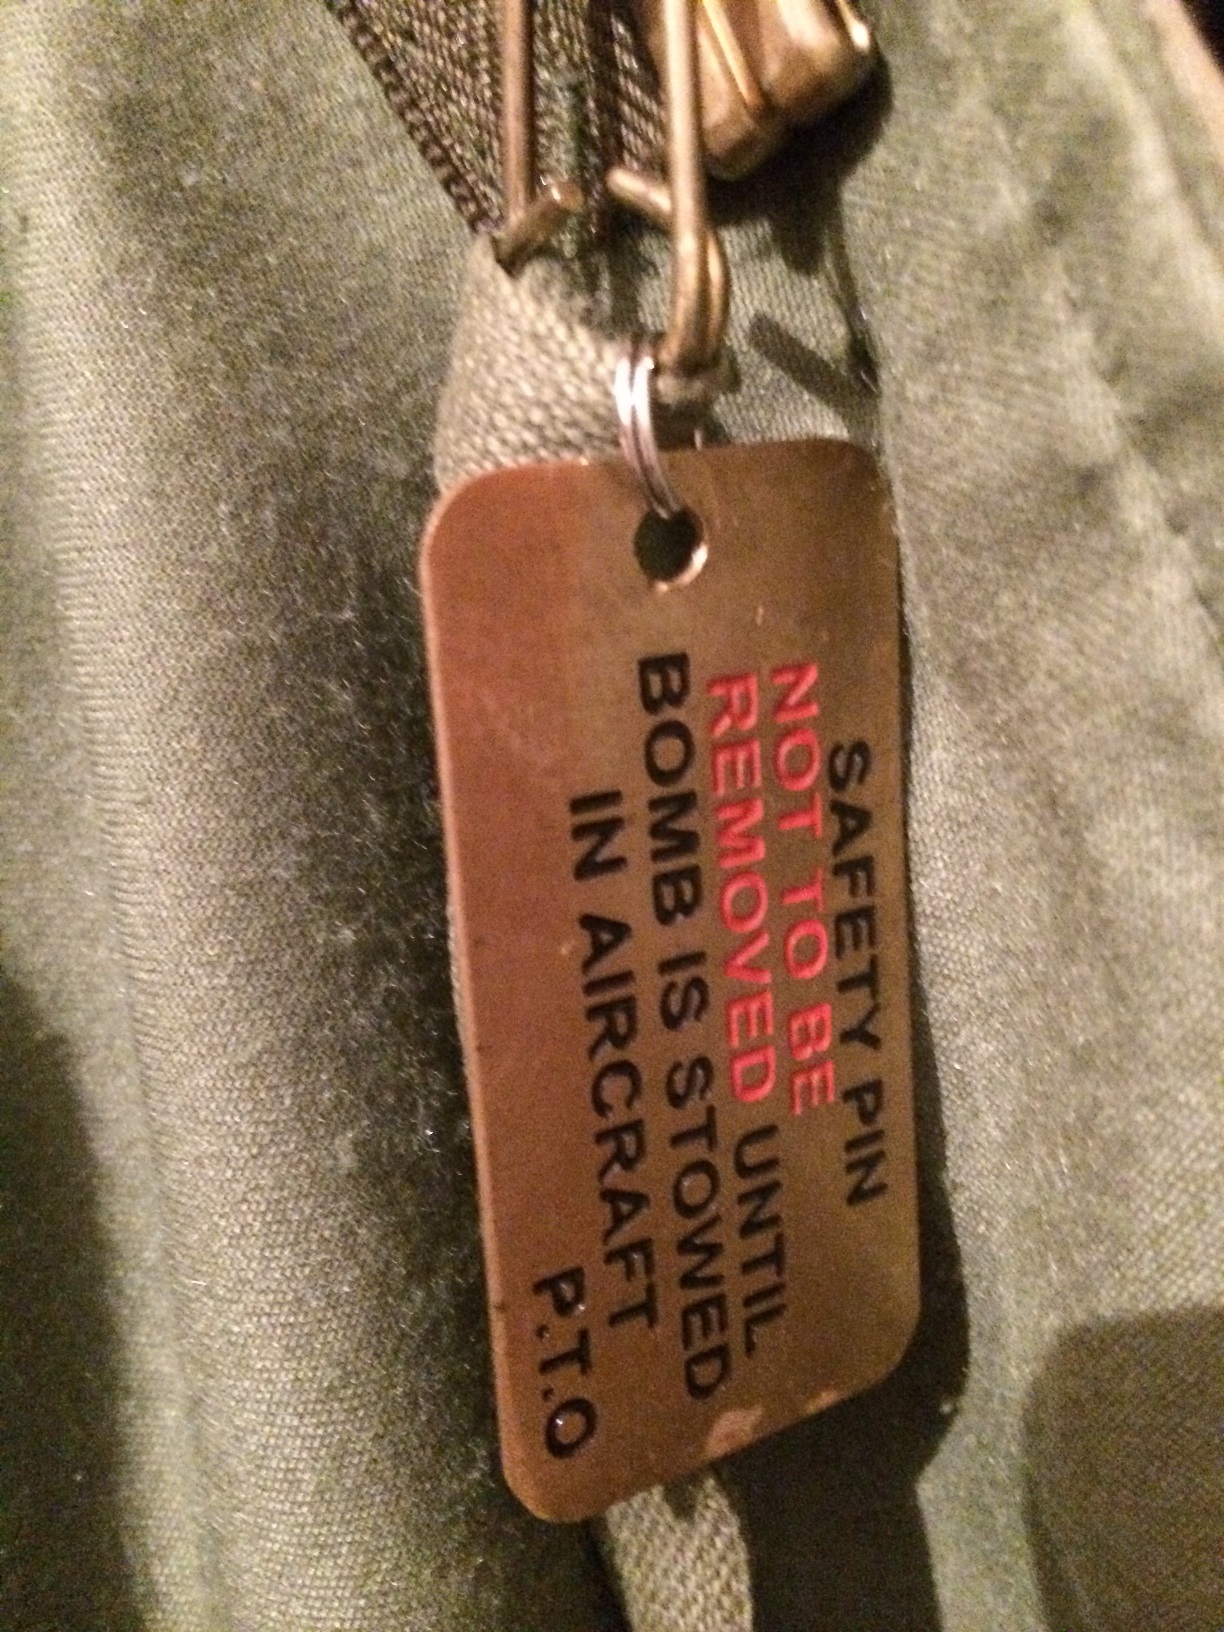 SAFETY PIN
NOT TO BE
REMOVED UNTIL
BOMB IS STOWED
IN AIRCRAFT
P.T.O